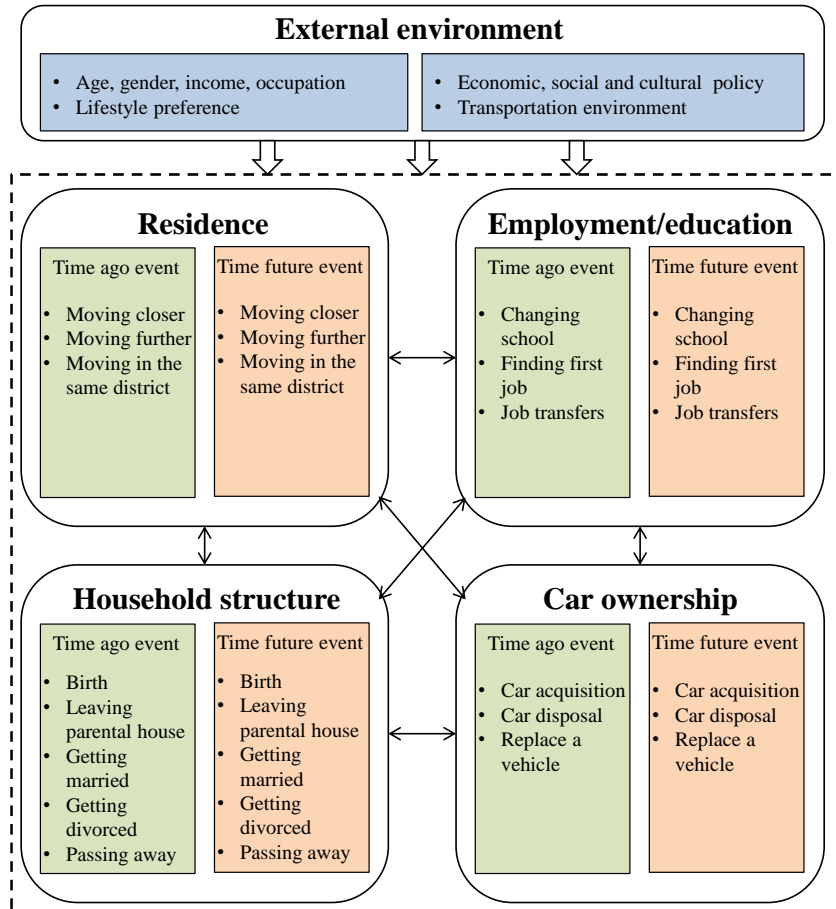 External environment
• Age, gender, income, occupation
• Lifestyle preference
• Economic, social and cultural policy
• Transportation environment
Residence
Time ago event
• Moving closer
• Moving further
• Moving in the
same district
Time future event
• Moving closer
• Moving further
• Moving in the
same district
Employment/education
Time ago event
• Changing
school
• Finding first
job
• Job transfers
Time future event
• Changing
school
• Finding first
job
• Job transfers
Household structure
Time ago event
• Birth
• Leaving
parental house
• Getting
married
• Getting
divorced
• Passing away
Time future event
• Birth
• Leaving
parental house
• Getting
married
• Getting
divorced
• Passing away
Car ownership
Time ago event
• Car acquisition
• Car disposal
• Replace a
vehicle
Time future event
• Car acquisition
• Car disposal
• Replace a
vehicle